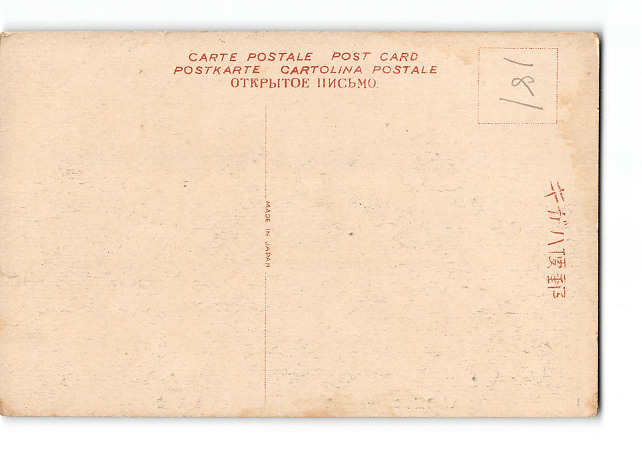 CARTE POSTALE POST CARD
POSTKARTE CARTOLINA POSTALE
ОТКРЫТОЕ ПИСЬМО.
181
MADE IN JAPAN
キガハ便郵